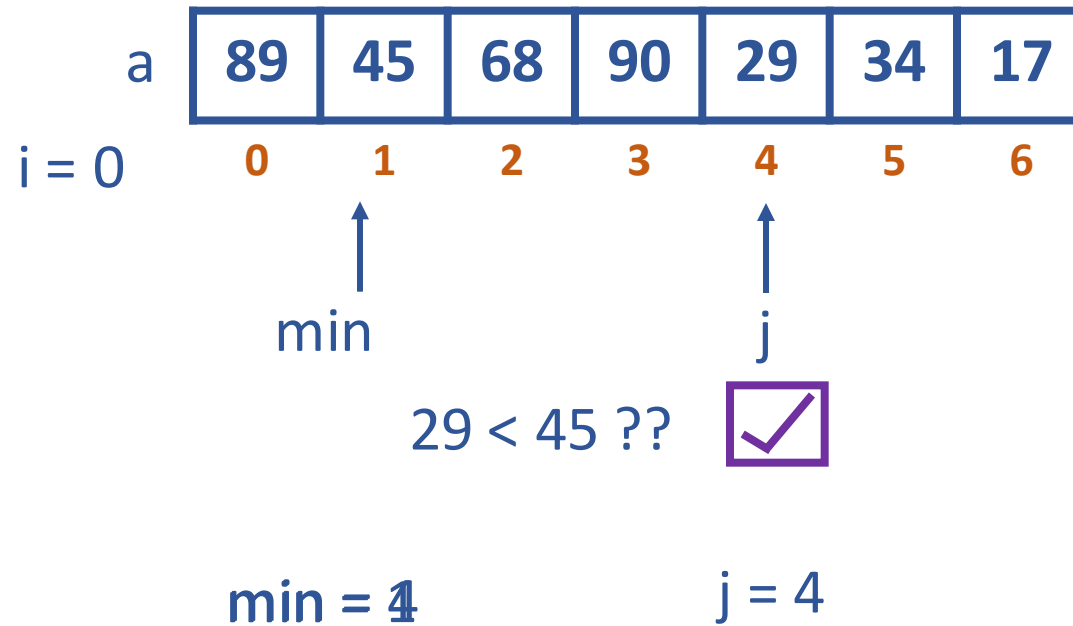 a 89 45 68 90 29 34 17
i = 0 0 1 2 3 4 5 6
min j
29 < 45 ??
min = j = 4